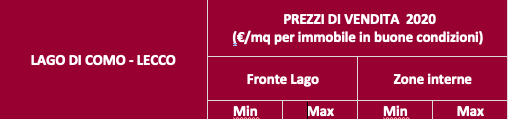 PREZZI DI VENDITA 2020
(€/mq per immobile in buone condizioni)
LAGO DI COMO - LECCO
Fronte Lago Zone interne
Min Max Min Max